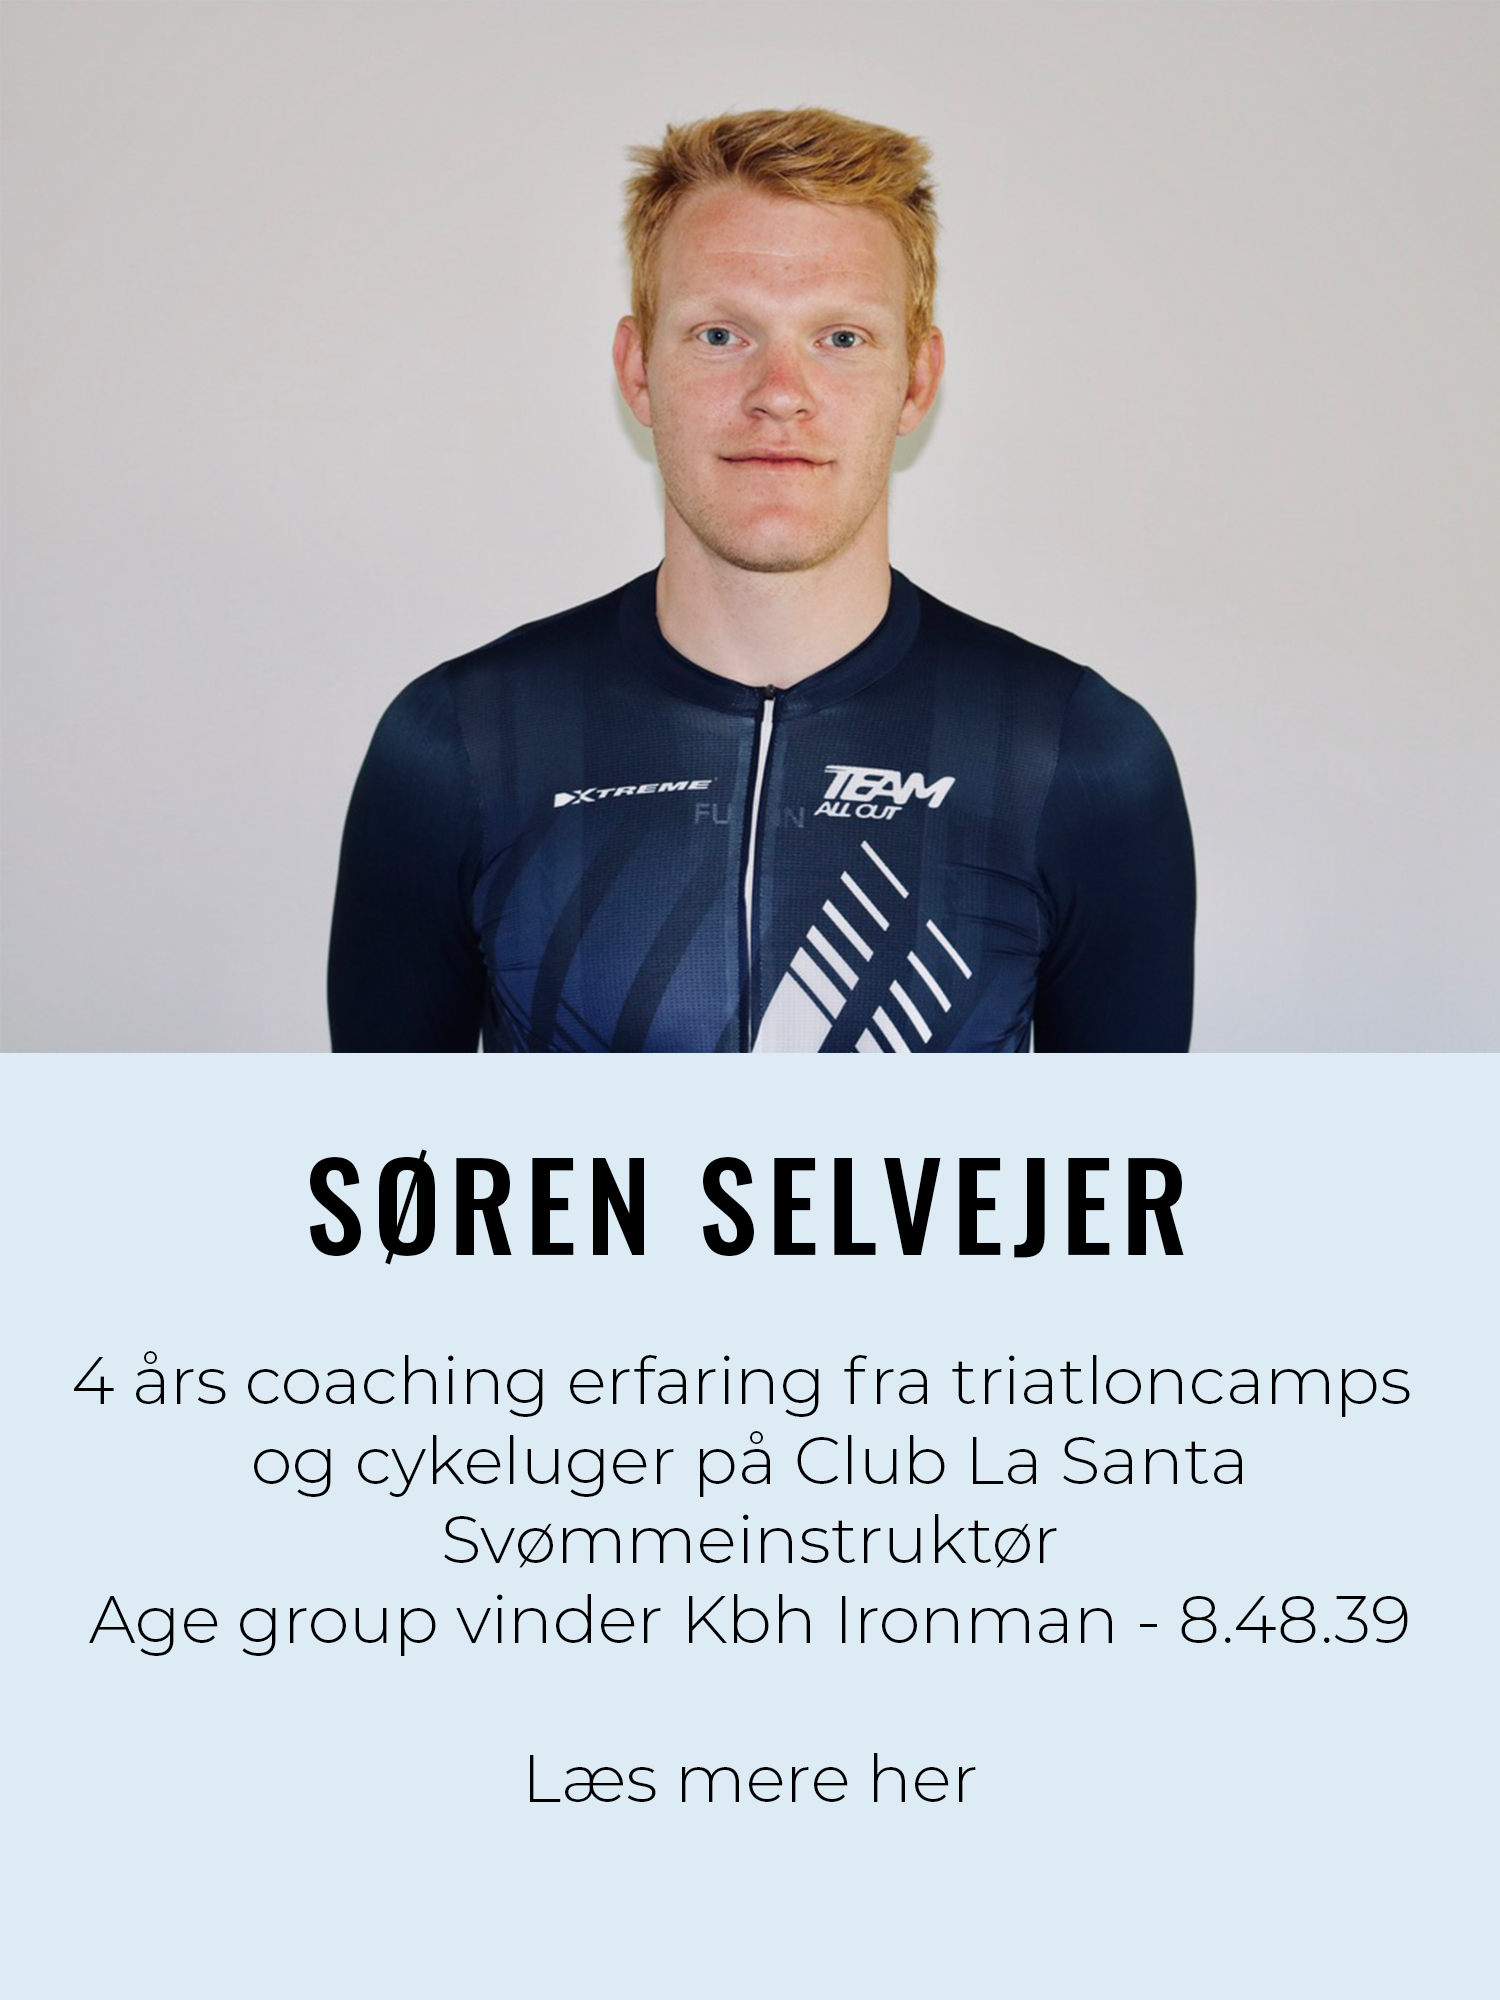 XTREME
TEAM
ALL OUT
SØREN SELVEJER
4 års coaching erfaring fra triatloncamps
og cykeluger på Club La Santa
Svømmeinstruktør
Age group vinder Kbh Ironman - 8.48.39
Læs mere her